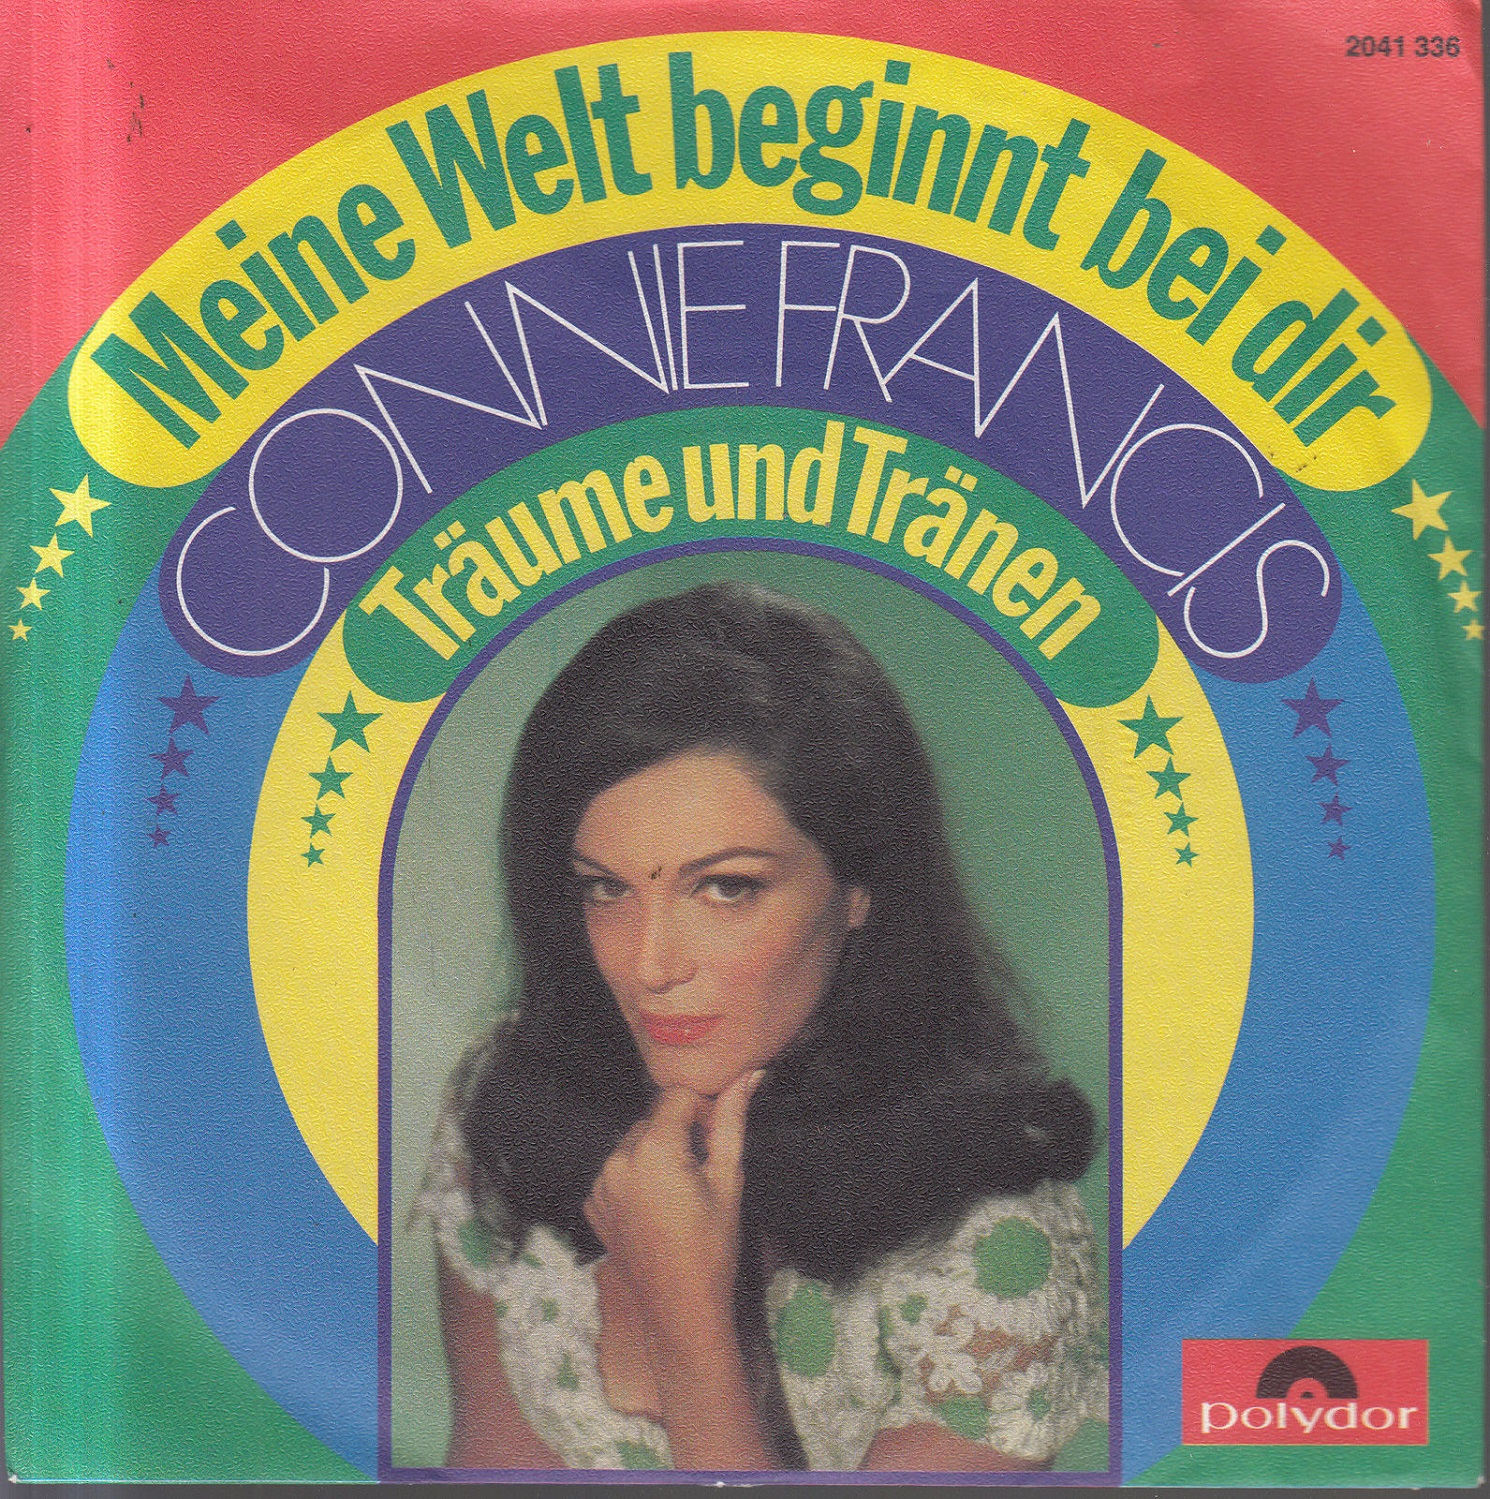 2041 336
Meine Welt beginnt bei dir
CONNIE FRANCIS
Träume und Tränen
polydor